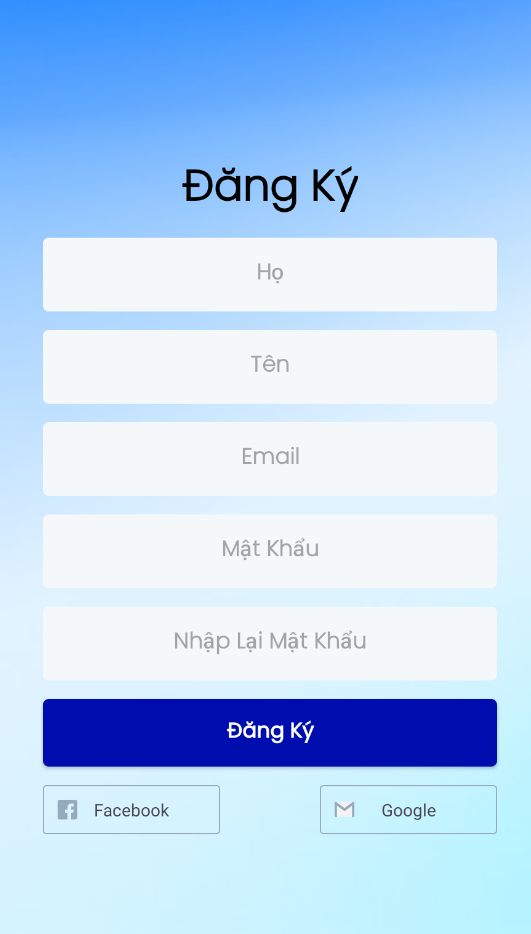 Đăng Ký
Họ
Tên
Email
Mật Khẩu
Nhập Lại Mật Khẩu
Đăng Ký
Facebook
Google